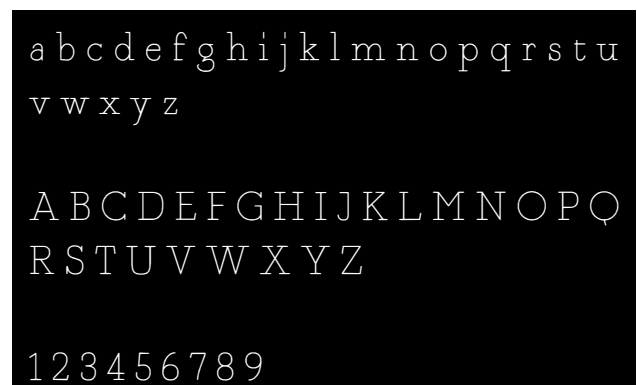 a b c d e f g h i j k l m n o p q r s t u
v w x y z
A B C D E F G H I J K L M N O P Q
R S T U V W X Y Z
1 2 3 4 5 6 7 8 9